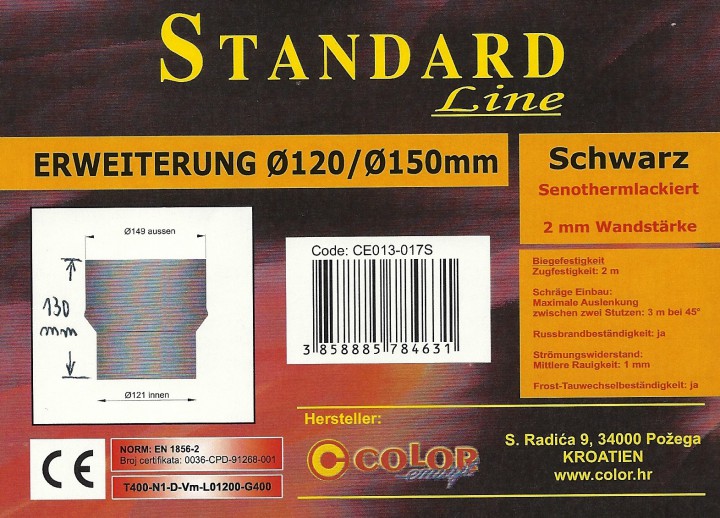 STANDARD
Line
ERWEITERUNG Ø120/Ø150mm
Schwarz
Senothermlackiert
2 mm Wandstärke
Ø149 aussen
130
mm
Ø121 innen
Code: CE013-017S
3 858885 784631
Biegefestigkeit
Zugfestigkeit: 2 m
Schräge Einbau:
Maximale Auslenkung
zwischen zwei Stutzen: 3 m bei 45°
Russbrandbeständigkeit: ja
Strömungswiderstand:
Mittlere Rauigkeit: 1 mm
Frost-Tauwechselbeständigkeit: ja
CE
NORM: EN 1856-2
Broj certifikata: 0036-CPD-91268-001
T400-N1-D-Vm-L01200-G400
Hersteller:
COLOR
emajl
S. Radića 9, 34000 Požega
KROATIEN
www.color.hr